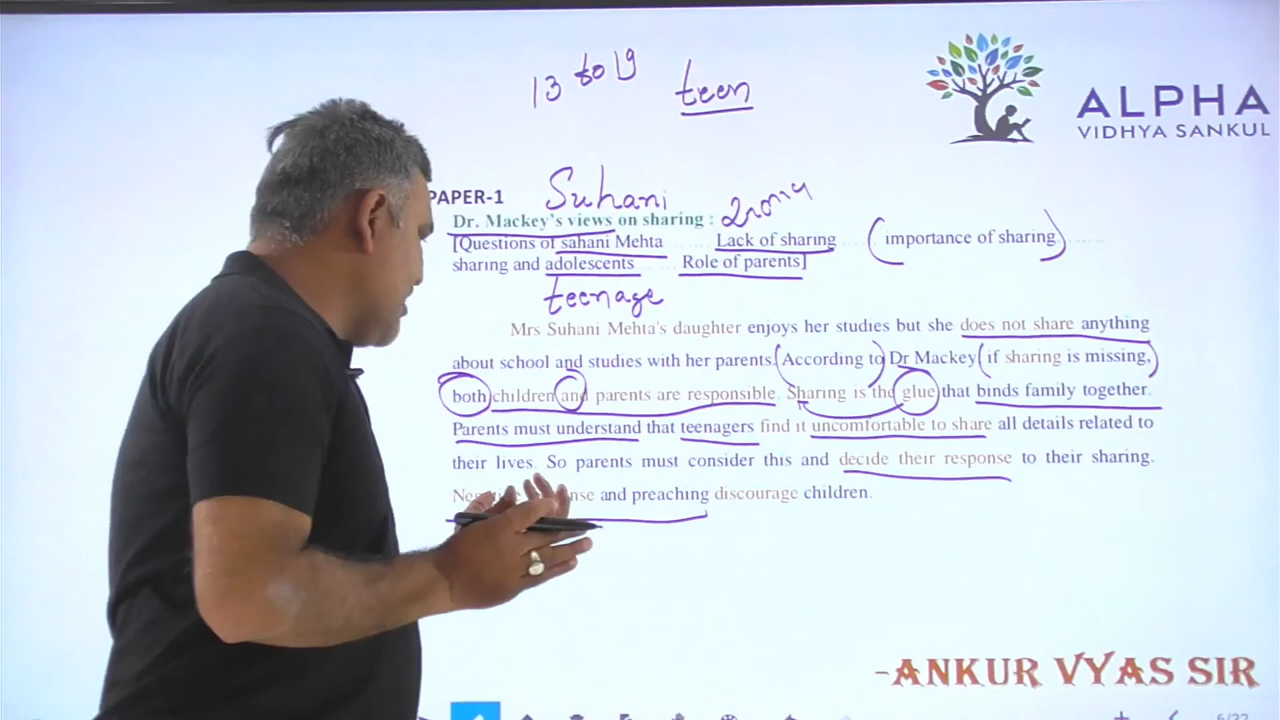 13 to 19 teen
ALPHA
VIDHYA SANKUL
PAPER-1 Suhani
Dr. Mackey's views on sharing :
[Questions of sahani Mehta ...... Lack of sharing .... importance of sharing ......
sharing and adolescents ...... Role of parents]
teenage
Mrs Suhani Mehta's daughter enjoys her studies but she does not share anything
about school and studies with her parents. (According to) Dr Mackey (if sharing is missing,)
both children and parents are responsible. Sharing is the glue that binds family together.
Parents must understand that teenagers find it uncomfortable to share all details related to
their lives. So parents must consider this and decide their response to their sharing.
and preaching discourage children.
-ANKUR VYAS SIR
6/22